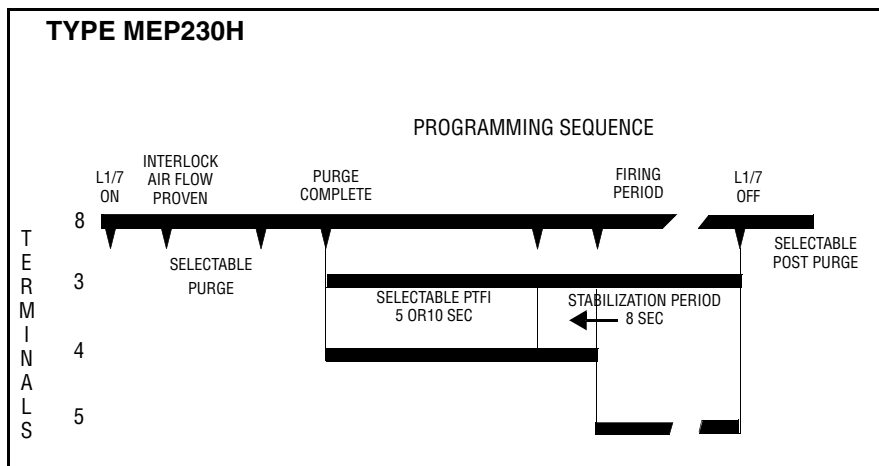 TYPE MEP230H
PROGRAMMING SEQUENCE
L1/7
ON
INTERLOCK
AIR FLOW
PROVEN
PURGE
COMPLETE
FIRING
PERIOD
L1/7
OFF
TERMINALS
8
SELECTABLE
PURGE
SELECTABLE
POST PURGE
3
SELECTABLE PTFI
5 OR10 SEC
STABILIZATION PERIOD
8 SEC
4
5